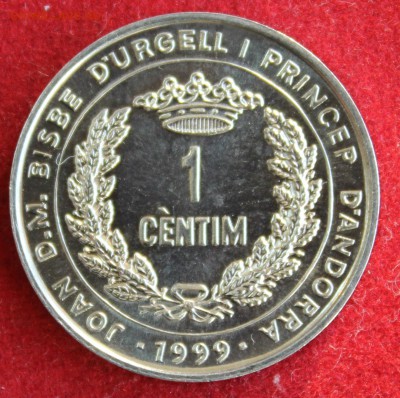 JOAN D.M. BISBE D'URGELL I PRINCEP D'ANDORRA
1
CÈNTIM
· 1999 ·